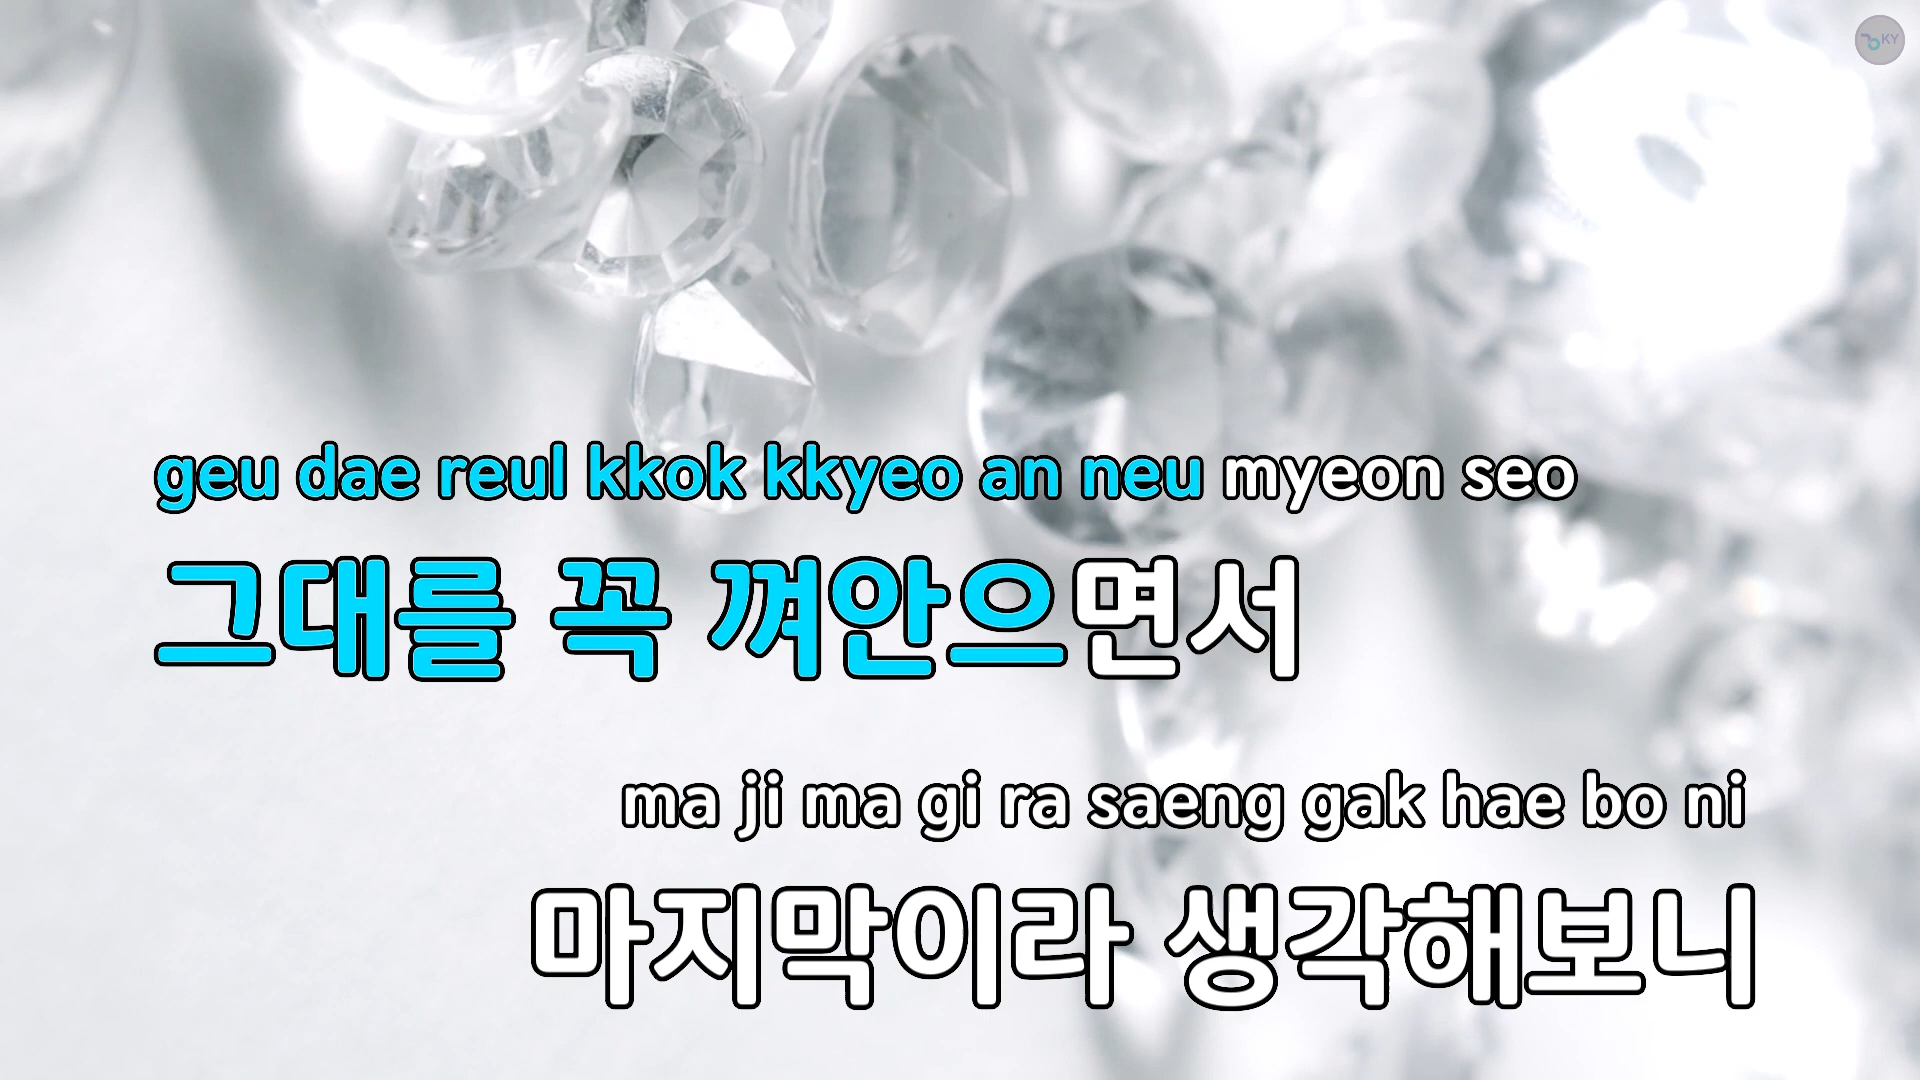 KY
geu dae reul kkok kkyeo an neu myeon seo
그대를 꼭 껴안으면서
ma ji ma gi ra saeng gak hae bo ni
마지막이라 생각해보니